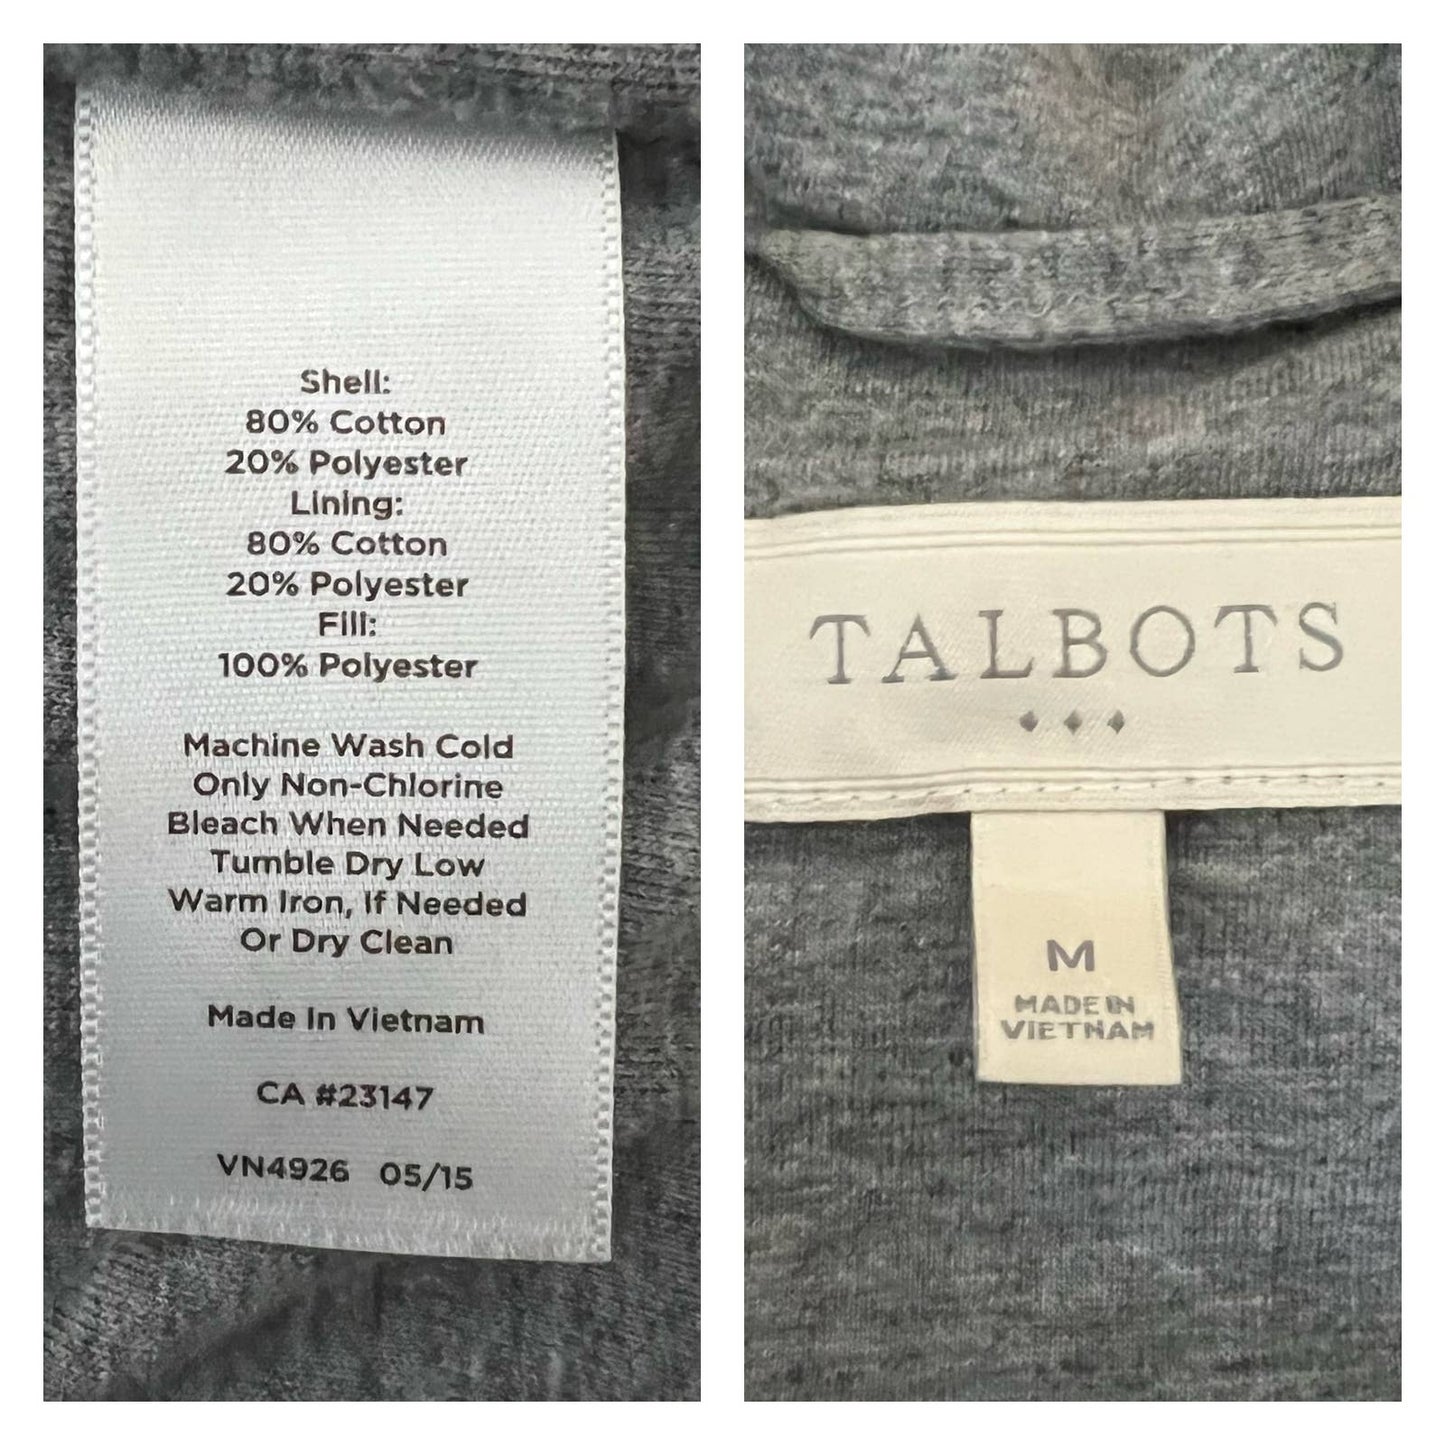 Shell:
80% Cotton
20% Polyester
Lining:
80% Cotton
20% Polyester
Fill:
100% Polyester
Machine Wash Cold
Only Non-Chlorine
Bleach When Needed
Tumble Dry Low
Warm Iron, If Needed
Or Dry Clean
Made In Vietnam
CA #23147
VN4926 05/15
TALBOTS
M
MADE IN
VIETNAM